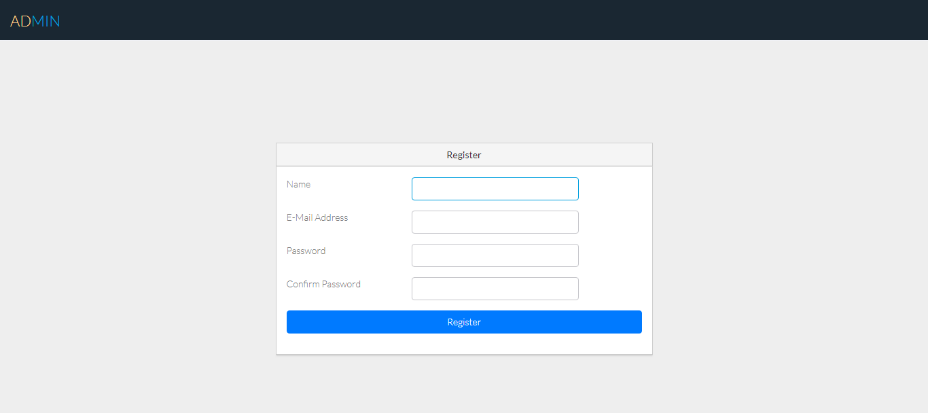 ADMIN
Register
Name
E-Mail Address
Password
Confirm Password
Register